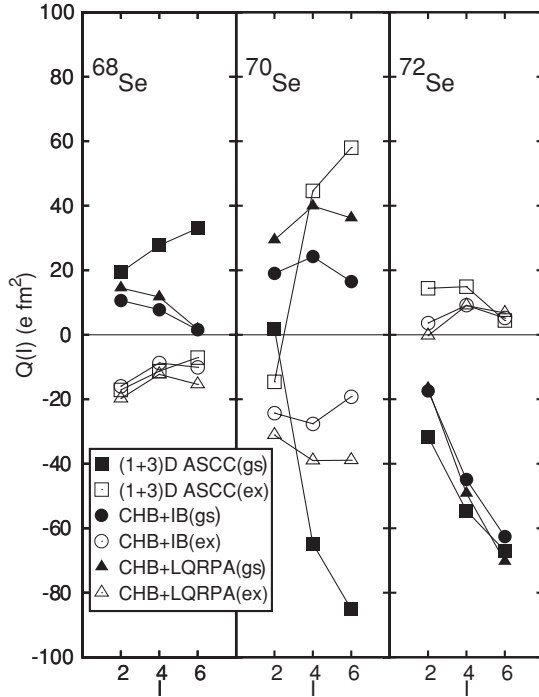 100
80
60
40
20
0
-20
-40
-60
-80
-100
Q(I) (e fm²)
⁶⁸Se
⁷⁰Se
⁷²Se
(1+3)D ASCC(gs)
(1+3)D ASCC(ex)
CHB+IB(gs)
CHB+IB(ex)
CHB+LQRPA(gs)
CHB+LQRPA(ex)
2 4 6 2 4 6 2 4 6
I I I